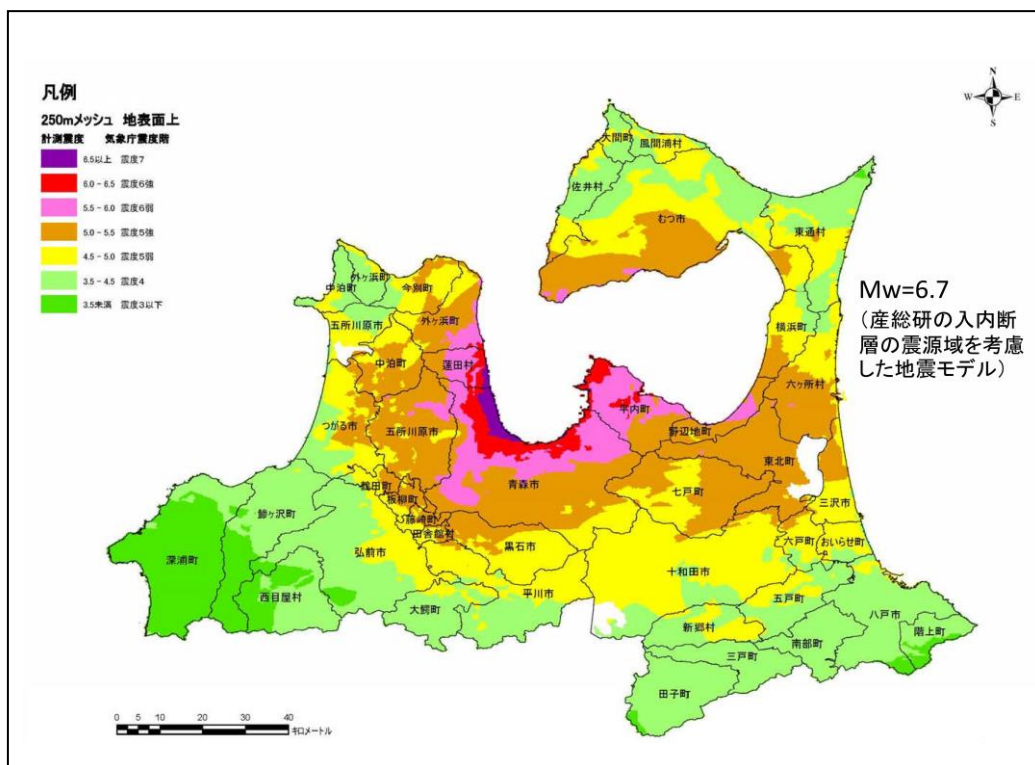 凡例
250mメッシュ 地表面上
計測震度 気象庁震度階
6.5以上 震度7
6.0 - 6.5 震度6強
5.5 - 6.0 震度6弱
5.0 - 5.5 震度5強
4.5 - 5.0 震度5弱
3.5 - 4.5 震度4
3.5未満 震度3以下
N
W
E
S
大間町
風間浦村
佐井村
むつ市
東通村
外ヶ浜町
中泊町
今別町
五所川原市
外ヶ浜町
横浜町
中泊町
蓬田村
六ヶ所村
平内町
つがる市
五所川原市
野辺地町
東北町
鶴田町
青森市
七戸町
板柳町
三沢市
鰺ヶ沢町
藤崎町
田舎館村
黒石市
六戸町
おいらせ町
深浦町
弘前市
十和田市
西目屋村
平川市
五戸町
大鰐町
八戸市
新郷村
階上町
南部町
三戸町
田子町
Mw=6.7
（産総研の入内断
層の震源域を考慮
した地震モデル）
0 5 10 20 30 40
キロメートル